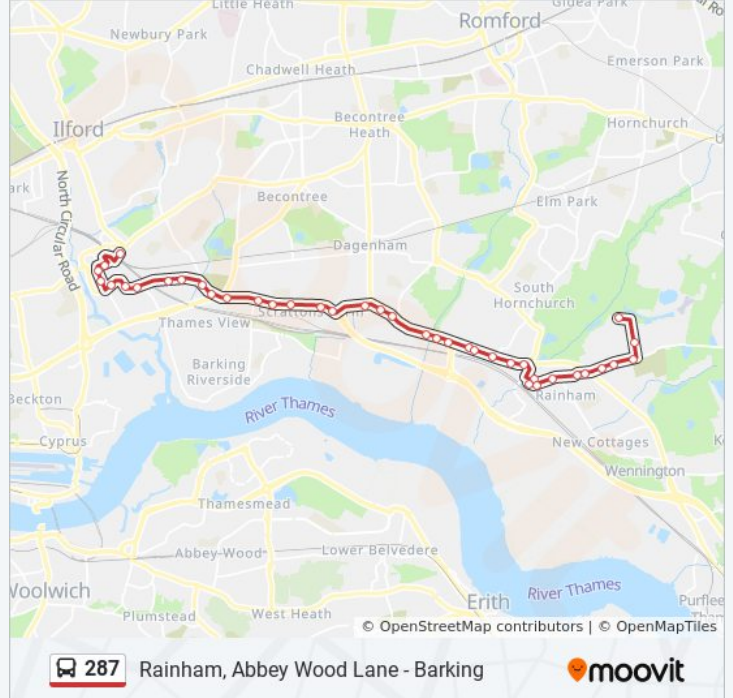 Little Heath
Gidea Park
Romford
Newbury Park
Emerson Park
Chadwell Heath
Becontree
Heath
Ilford
Hornchurch
ark
North Circular Road
Becontree
Elm Park
Dagenham
South
Hornchurch
Thames View
Barking
Riverside
Rainham
Beckton
River Thames
Cyprus
New Cottages
Wennington
Thamesmead
Abbey-Wood
Lower Belvedere
River Thames
Woolwich
Erith
Plumstead
West Heath
Purflee
© OpenStreetMap contributors | © OpenMapTiles
287 Rainham, Abbey Wood Lane - Barking
moovit